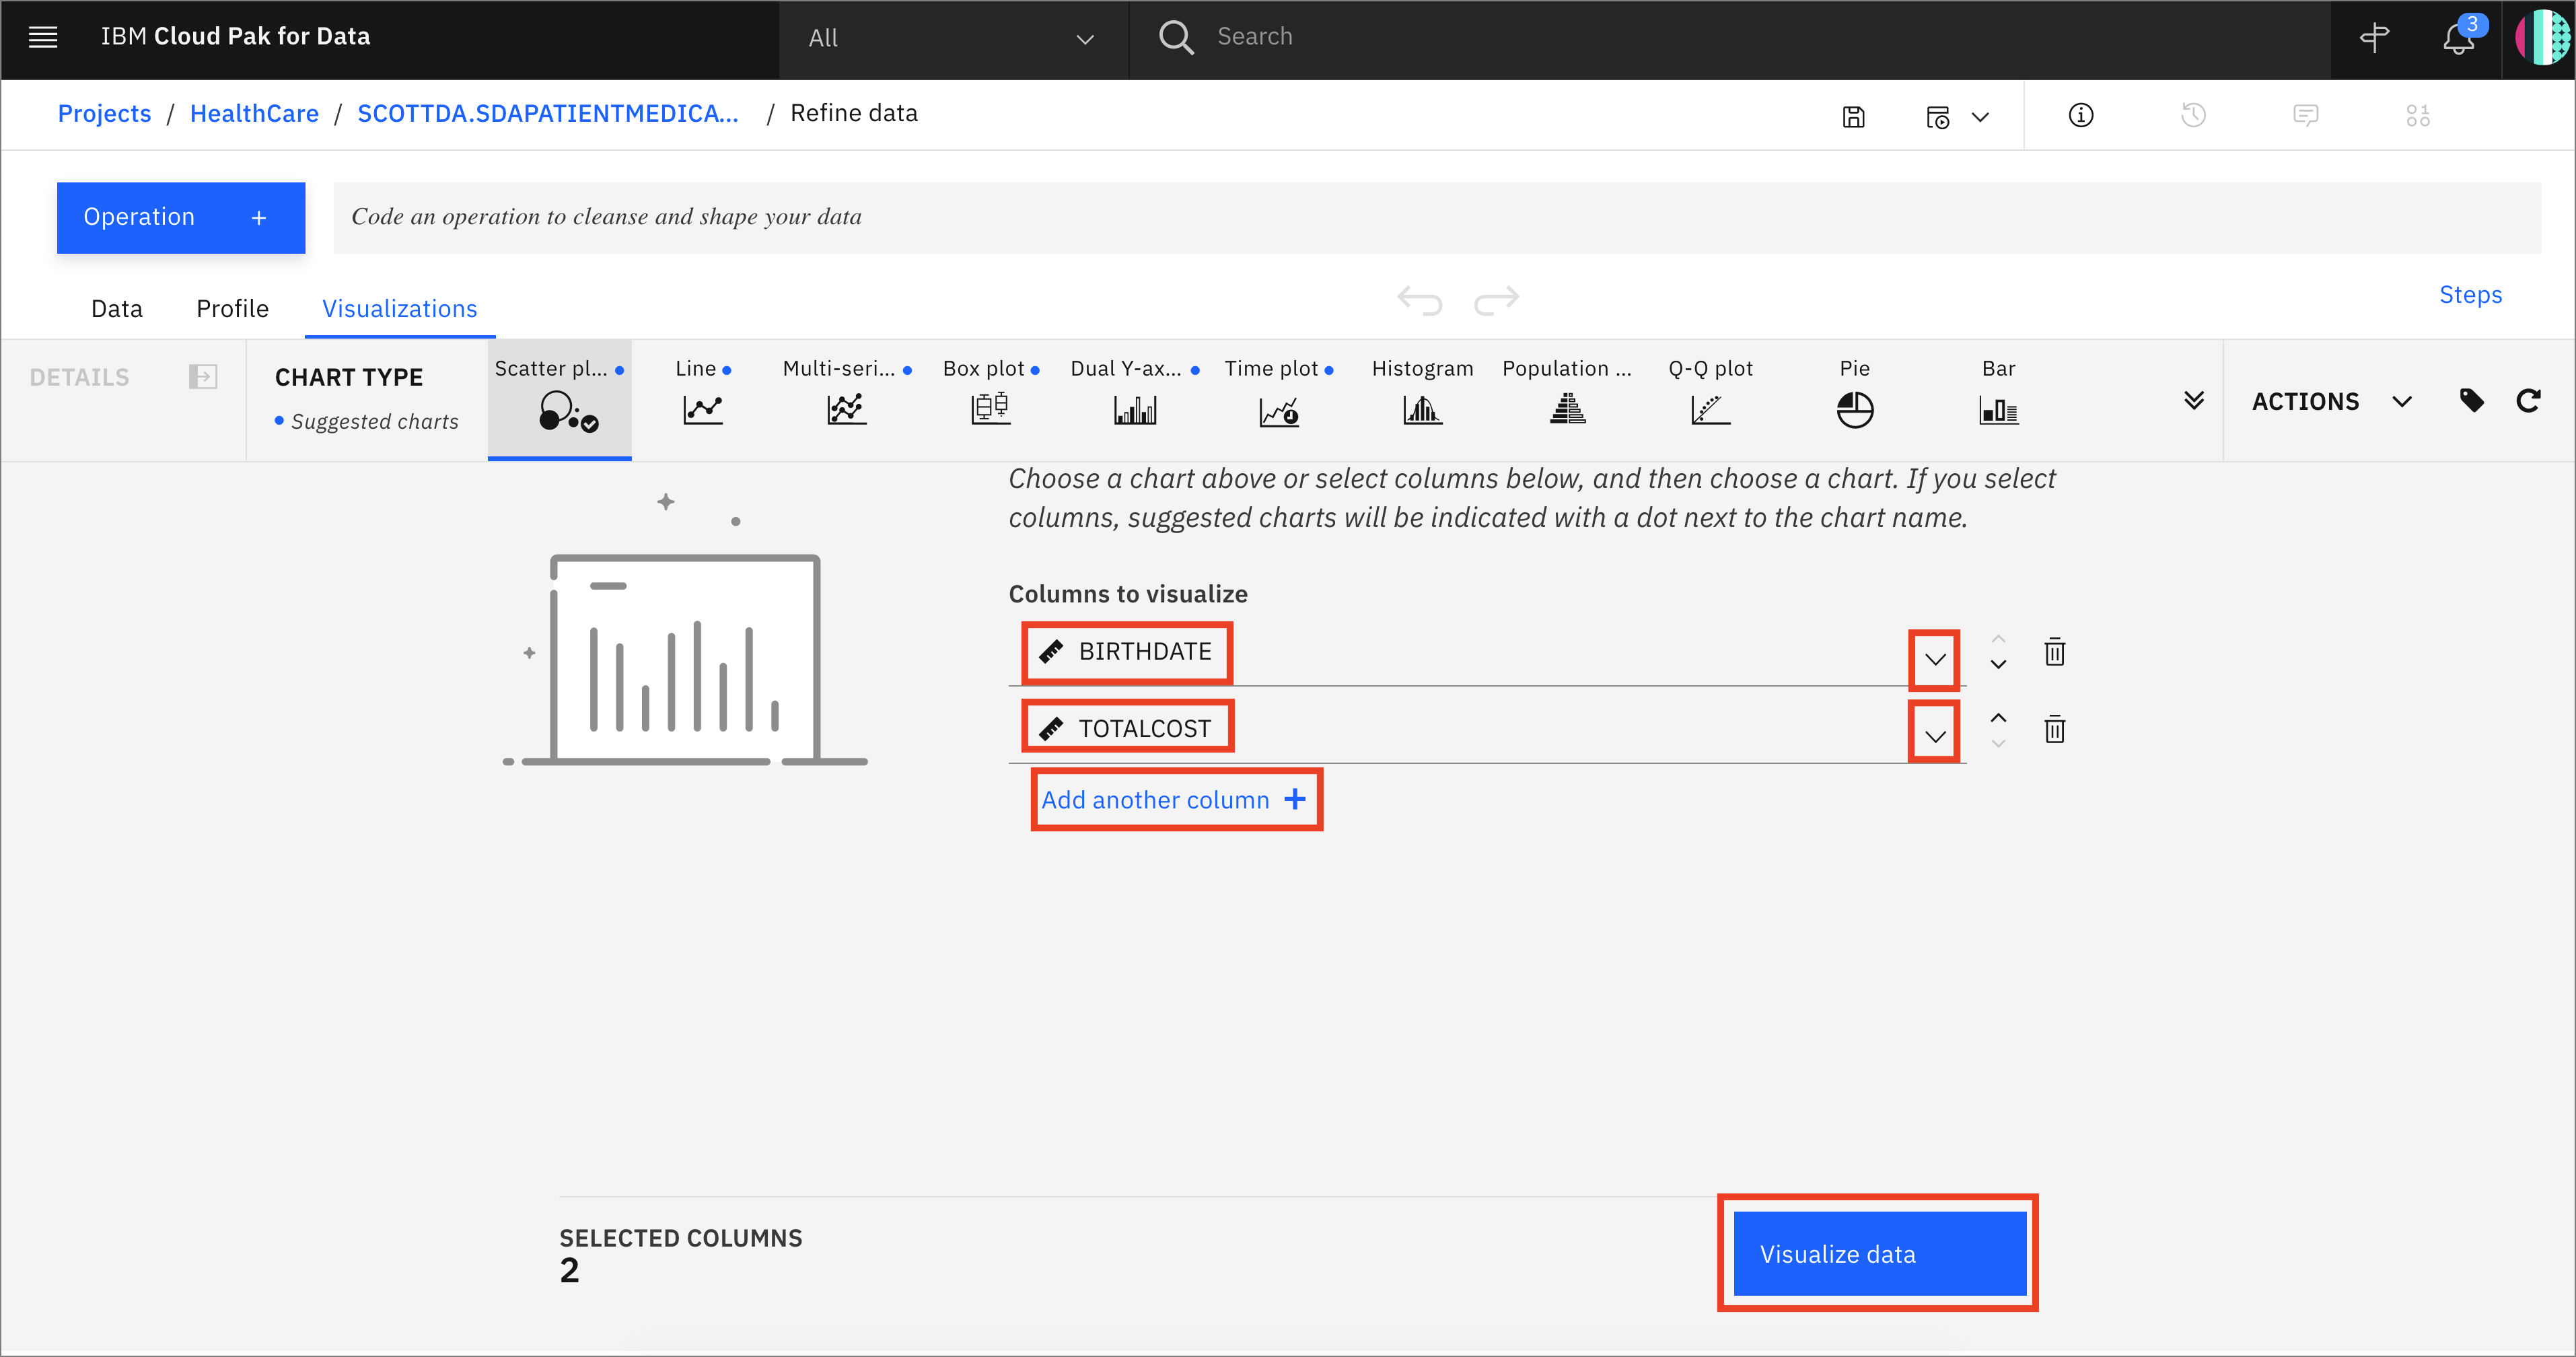 IBM Cloud Pak for Data
All
Search
3
Projects / HealthCare / SCOTTDA.SDAPATIENTMEDICA... / Refine data
Operation +
Code an operation to cleanse and shape your data
Data Profile Visualizations
Steps
DETAILS
CHART TYPE
Suggested charts
Scatter pl... Line Multi-seri... Box plot Dual Y-ax... Time plot Histogram Population ... Q-Q plot Pie Bar
ACTIONS
Choose a chart above or select columns below, and then choose a chart. If you select
columns, suggested charts will be indicated with a dot next to the chart name.
Columns to visualize
BIRTHDATE
TOTALCOST
Add another column +
SELECTED COLUMNS
2
Visualize data